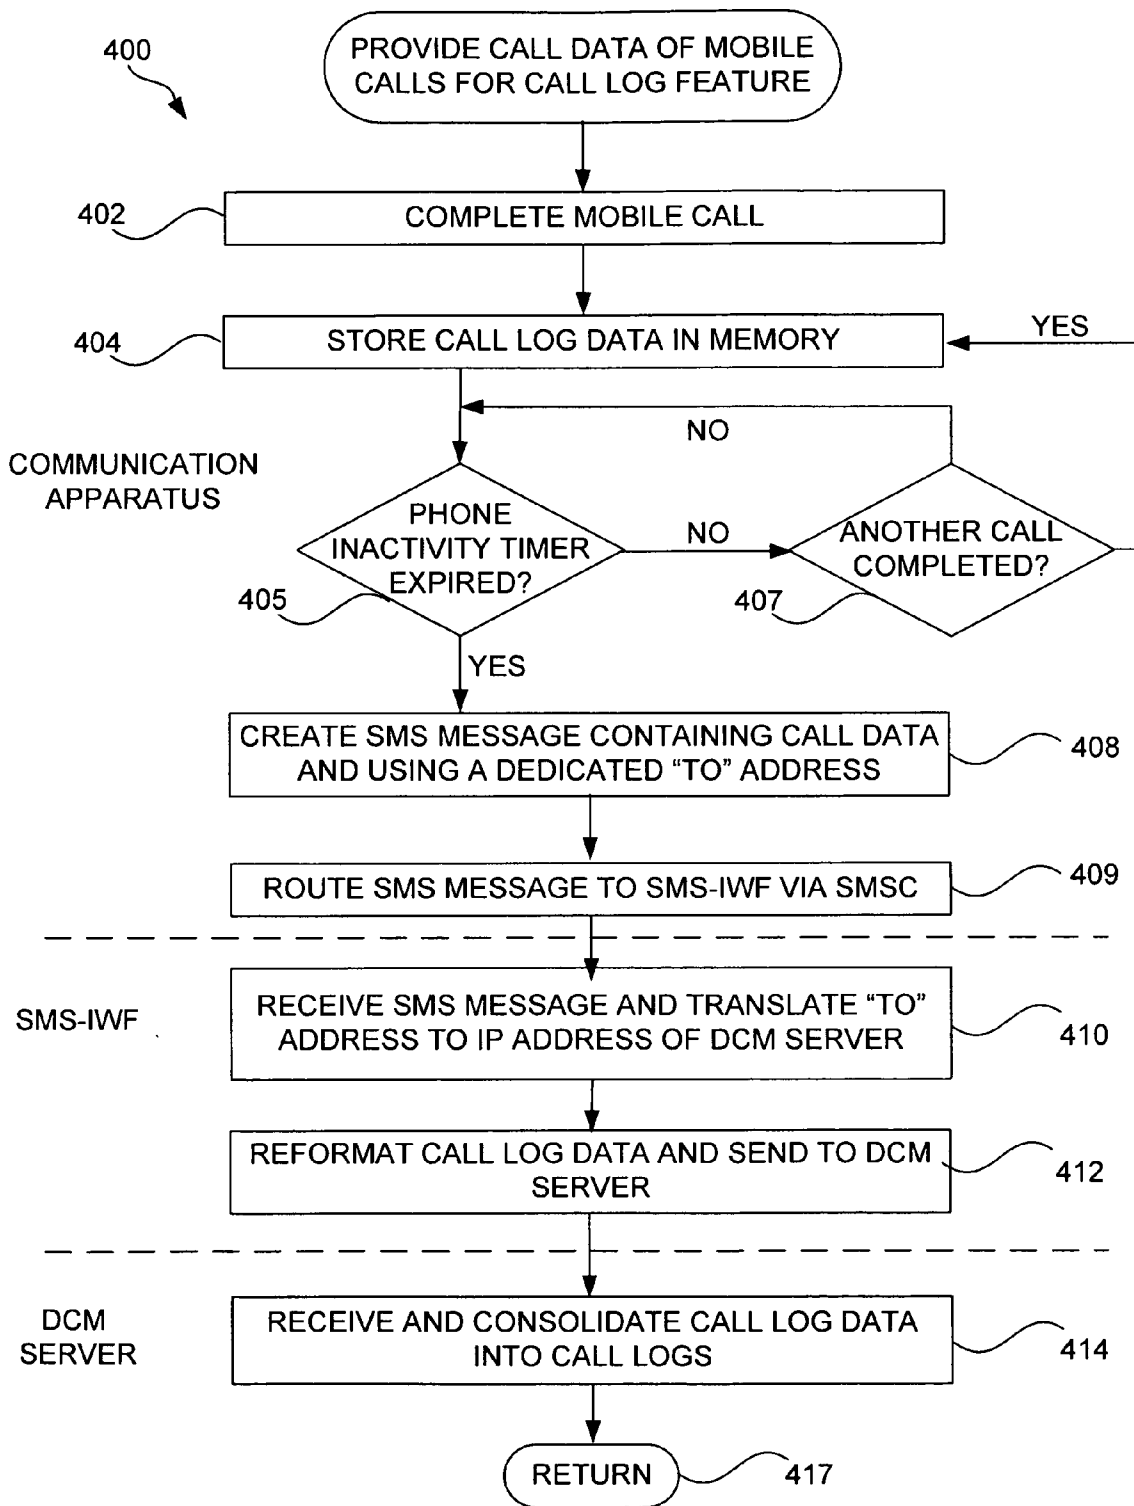 PROVIDE CALL DATA OF MOBILE
CALLS FOR CALL LOG FEATURE
400
402
COMPLETE MOBILE CALL
404
STORE CALL LOG DATA IN MEMORY
YES
NO
COMMUNICATION
APPARATUS
PHONE
INACTIVITY TIMER
EXPIRED?
NO
ANOTHER CALL
COMPLETED?
405
407
YES
CREATE SMS MESSAGE CONTAINING CALL DATA
AND USING A DEDICATED “TO” ADDRESS
408
ROUTE SMS MESSAGE TO SMS-IWF VIA SMSC
409
SMS-IWF
RECEIVE SMS MESSAGE AND TRANSLATE “TO”
ADDRESS TO IP ADDRESS OF DCM SERVER
410
REFORMAT CALL LOG DATA AND SEND TO DCM
SERVER
412
DCM
SERVER
RECEIVE AND CONSOLIDATE CALL LOG DATA
INTO CALL LOGS
414
RETURN
417